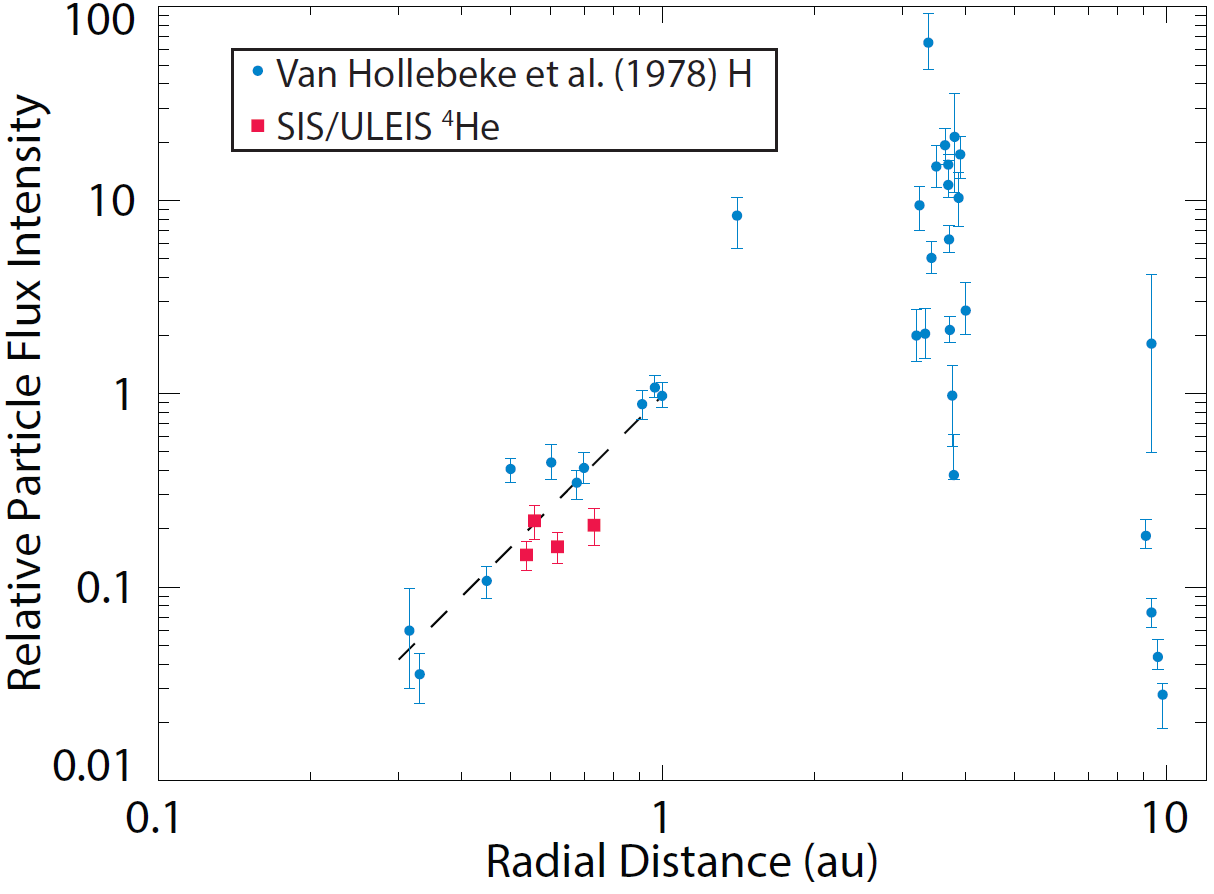 100
Van Hollebeke et al. (1978) H
SIS/ULEIS ⁴He
10
1
0.1
0.01
Relative Particle Flux Intensity
0.1
1
10
Radial Distance (au)